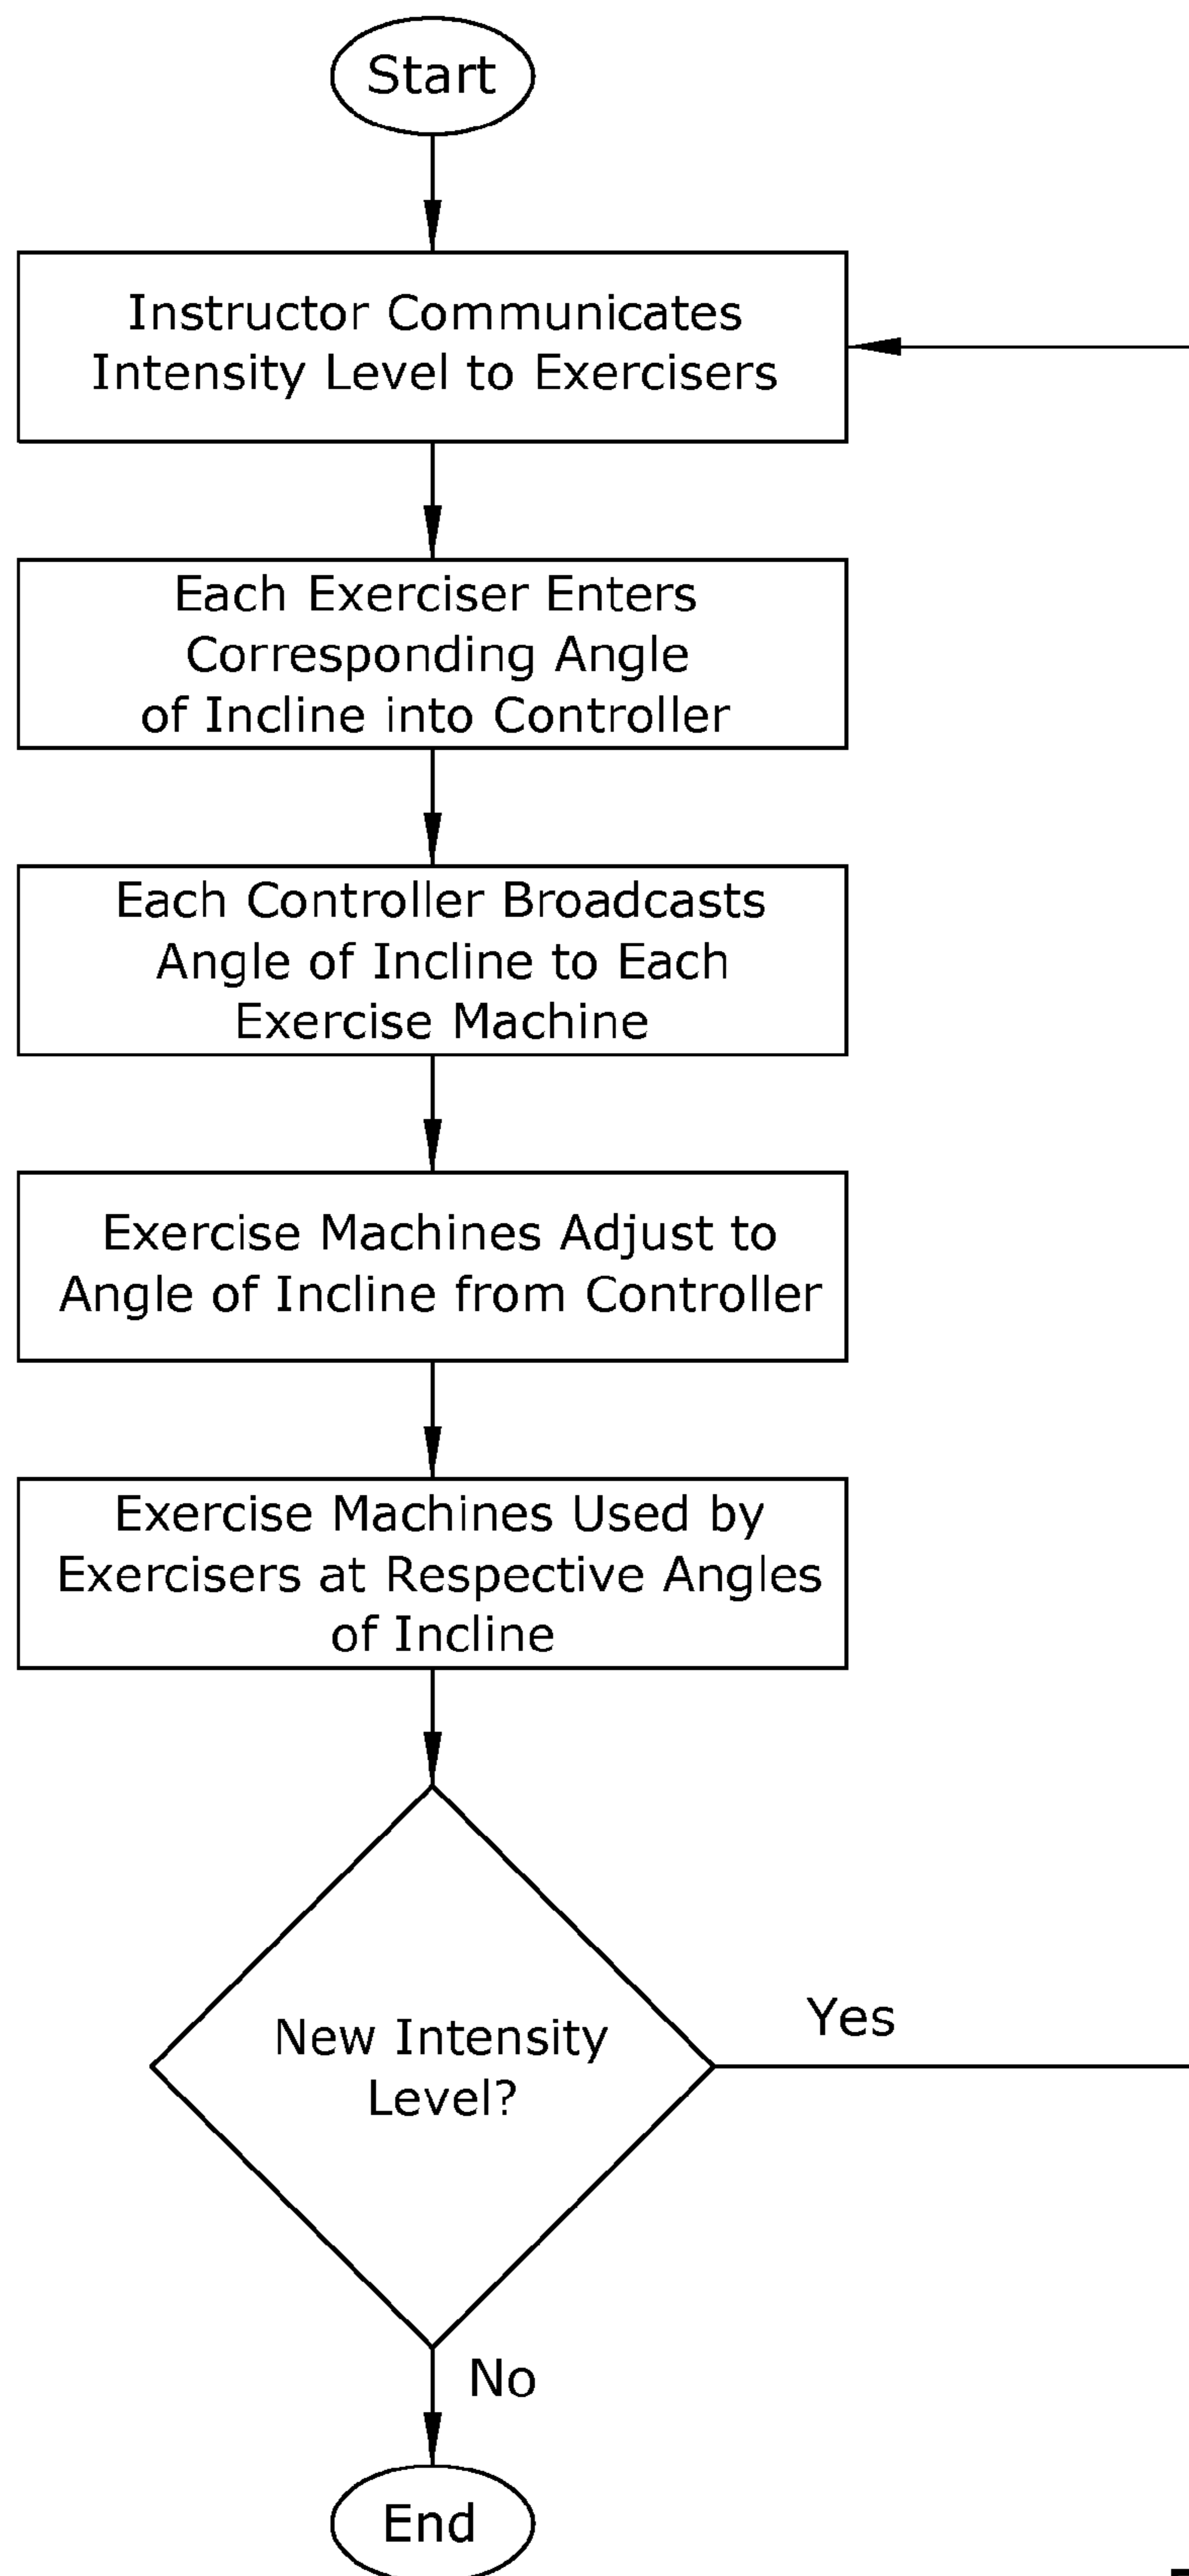 Start
Instructor Communicates
Intensity Level to Exercisers
Each Exerciser Enters
Corresponding Angle
of Incline into Controller
Each Controller Broadcasts
Angle of Incline to Each
Exercise Machine
Exercise Machines Adjust to
Angle of Incline from Controller
Exercise Machines Used by
Exercisers at Respective Angles
of Incline
New Intensity
Level?
Yes
No
End